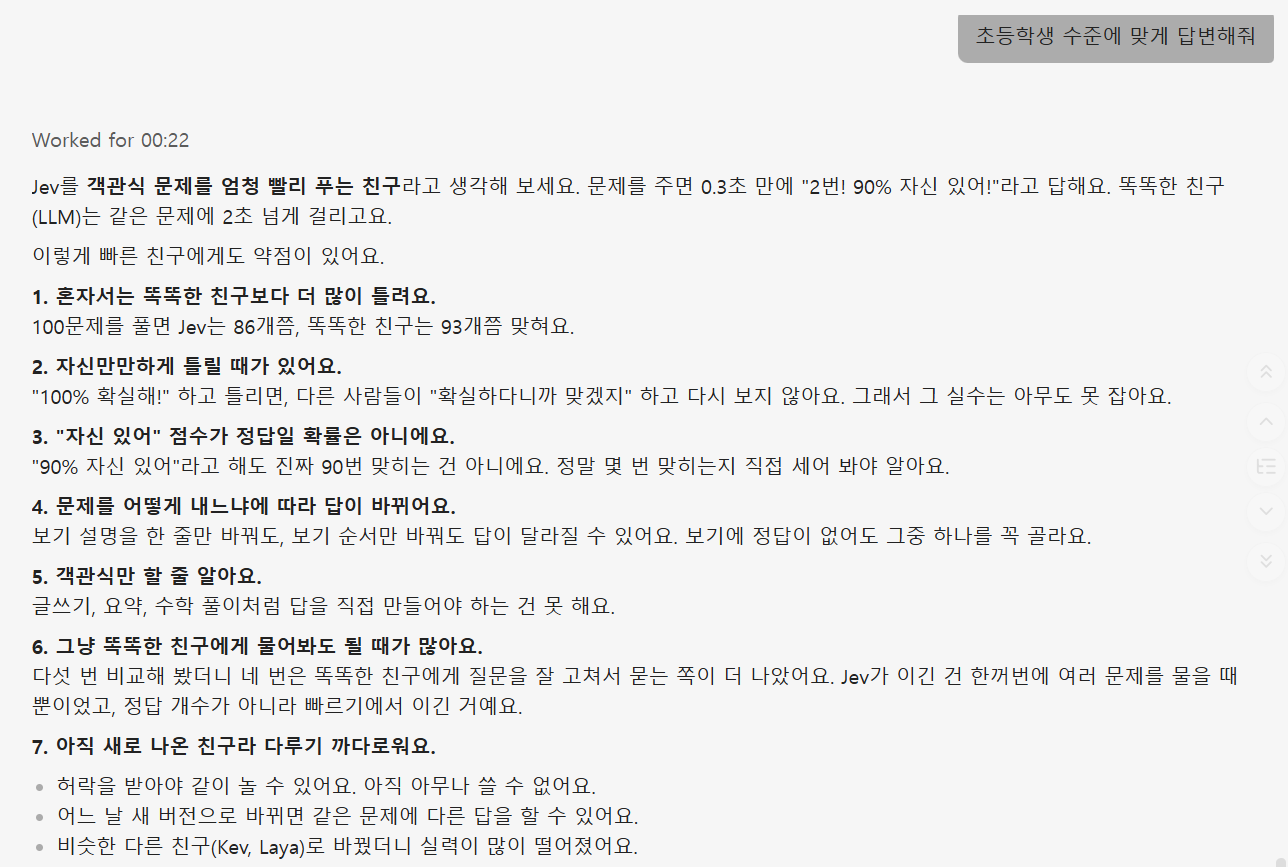 초등학생 수준에 맞게 답변해줘
Worked for 00:22
Jev를 객관식 문제를 엄청 빨리 푸는 친구라고 생각해 보세요. 문제를 주면 0.3초 만에 "2번! 90% 자신 있어!"라고 답해요. 똑똑한 친구
(LLM)는 같은 문제에 2초 넘게 걸리고요.
이렇게 빠른 친구에게도 약점이 있어요.
1. 혼자서는 똑똑한 친구보다 더 많이 틀려요.
100문제를 풀면 Jev는 86개쯤, 똑똑한 친구는 93개쯤 맞혀요.
2. 자신만만하게 틀릴 때가 있어요.
"100% 확실해!" 하고 틀리면, 다른 사람들이 "확실하다니까 맞겠지" 하고 다시 보지 않아요. 그래서 그 실수는 아무도 못 잡아요.
3. "자신 있어" 점수가 정답일 확률은 아니에요.
"90% 자신 있어"라고 해도 진짜 90번 맞히는 건 아니에요. 정말 몇 번 맞히는지 직접 세어 봐야 알아요.
4. 문제를 어떻게 내느냐에 따라 답이 바뀌어요.
보기 설명을 한 줄만 바꿔도, 보기 순서만 바꿔도 답이 달라질 수 있어요. 보기에 정답이 없어도 그중 하나를 꼭 골라요.
5. 객관식만 할 줄 알아요.
글쓰기, 요약, 수학 풀이처럼 답을 직접 만들어야 하는 건 못 해요.
6. 그냥 똑똑한 친구에게 물어봐도 될 때가 많아요.
다섯 번 비교해 봤더니 네 번은 똑똑한 친구에게 질문을 잘 고쳐서 묻는 쪽이 더 나았어요. Jev가 이긴 건 한꺼번에 여러 문제를 물을 때
뿐이었고, 정답 개수가 아니라 빠르기에서 이긴 거예요.
7. 아직 새로 나온 친구라 다루기 까다로워요.
허락을 받아야 같이 놀 수 있어요. 아직 아무나 쓸 수 없어요.
어느 날 새 버전으로 바뀌면 같은 문제에 다른 답을 할 수 있어요.
비슷한 다른 친구(Kev, Laya)로 바꿨더니 실력이 많이 떨어졌어요.